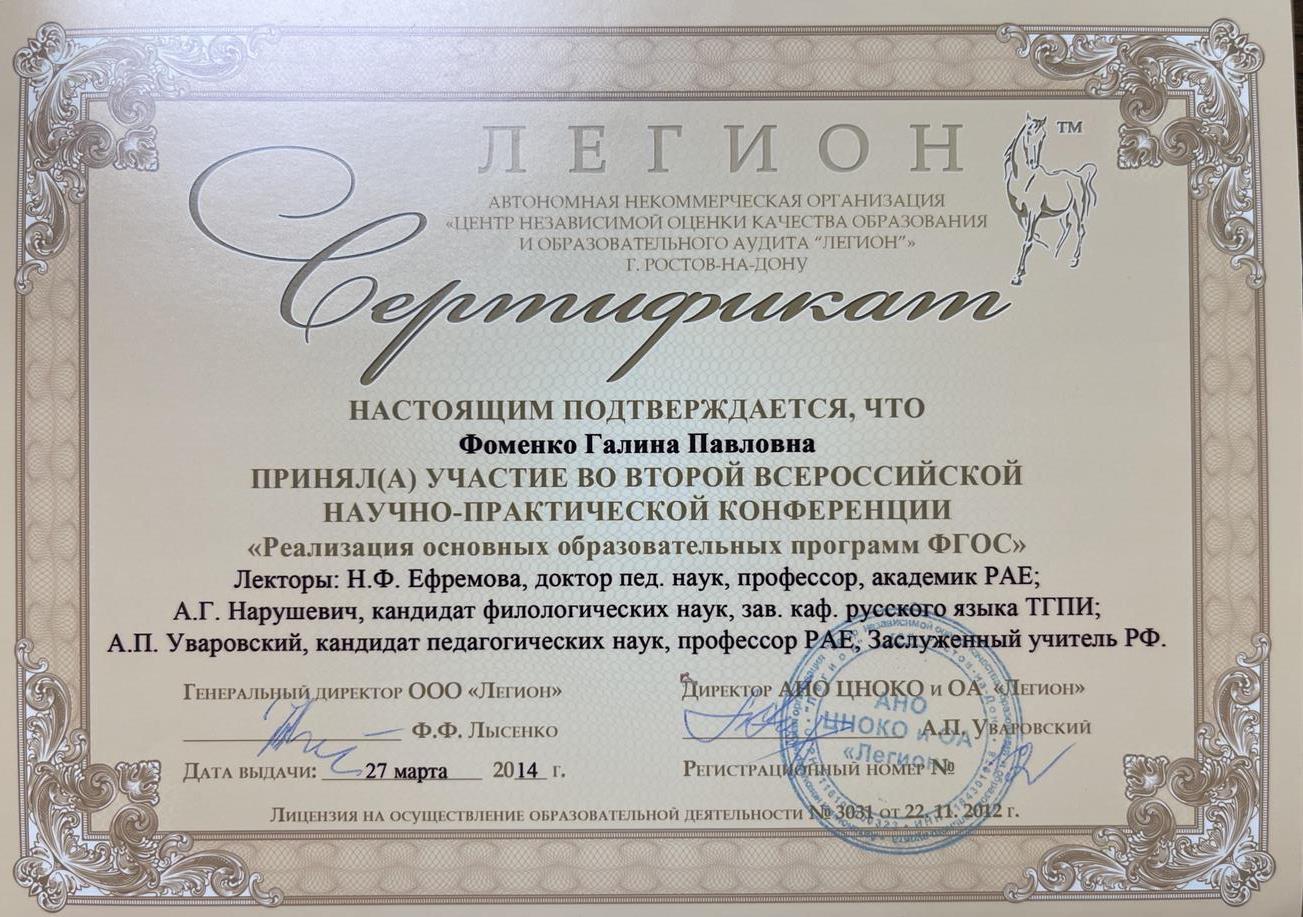 ЛЕГИОН
TM
АВТОНОМНАЯ НЕКОММЕРЧЕСКАЯ ОРГАНИЗАЦИЯ
«ЦЕНТР НЕЗАВИСИМОЙ ОЦЕНКИ КАЧЕСТВА ОБРАЗОВАНИЯ
И ОБРАЗОВАТЕЛЬНОГО АУДИТА “ЛЕГИОН”»
Г. РОСТОВ-НА-ДОНУ
Сертификат
НАСТОЯЩИМ ПОДТВЕРЖДАЕТСЯ, ЧТО
Фоменко Галина Павловна
ПРИНЯЛ(А) УЧАСТИЕ ВО ВТОРОЙ ВСЕРОССИЙСКОЙ
НАУЧНО-ПРАКТИЧЕСКОЙ КОНФЕРЕНЦИИ
«Реализация основных образовательных программ ФГОС»
Лекторы: Н.Ф. Ефремова, доктор пед. наук, профессор, академик РАЕ;
А.Г. Нарушевич, кандидат филологических наук, зав. каф. русского языка ТГПИ;
А.П. Уваровский, кандидат педагогических наук, профессор РАЕ, Заслуженный учитель РФ.
ГЕНЕРАЛЬНЫЙ ДИРЕКТОР ООО «ЛЕГИОН»
Ф.Ф. ЛЫСЕНКО
ДАТА ВЫДАЧИ: 27 марта 2014 г.
ДИРЕКТОР АНО ЦНОКО и ОА «ЛЕГИОН»
А.П. УВАРОВСКИЙ
РЕГИСТРАЦИОННЫЙ НОМЕР №
АНО
ЦНОКО и ОА
«Легион»
ЛИЦЕНЗИЯ НА ОСУЩЕСТВЛЕНИЕ ОБРАЗОВАТЕЛЬНОЙ ДЕЯТЕЛЬНОСТИ № 3031 от 22. 11. 2012 г.